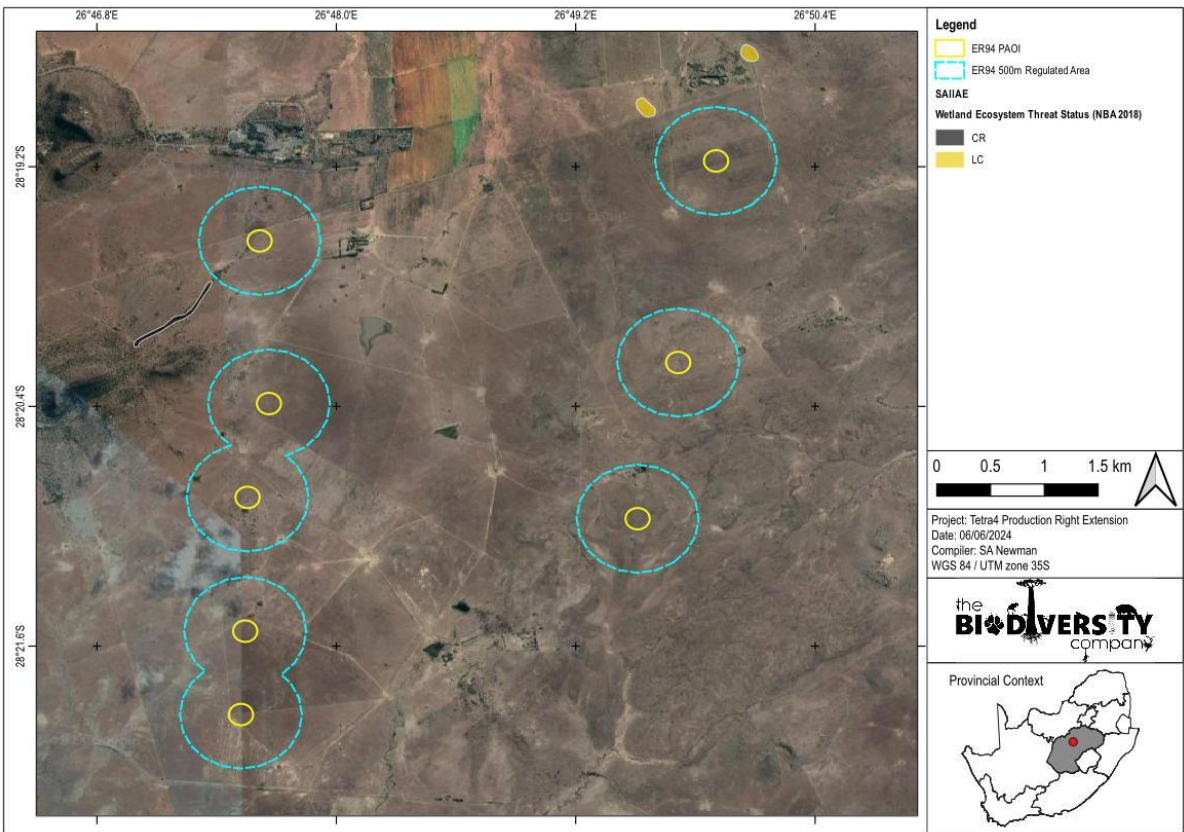 26°46.8'E 26°48.0'E 26°49.2'E 26°50.4'E
28°19.2'S
28°20.4'S
28°21.6'S
Legend
ER94 PAOI
ER94 500m Regulated Area
SAIIAE
Wetland Ecosystem Threat Status (NBA 2018)
CR
LC
0 0.5 1 1.5 km
Project: Tetra4 Production Right Extension
Date: 06/06/2024
Compiler: SA Newman
WGS 84 / UTM zone 35S
the
BIODIVERSITY
company
Provincial Context